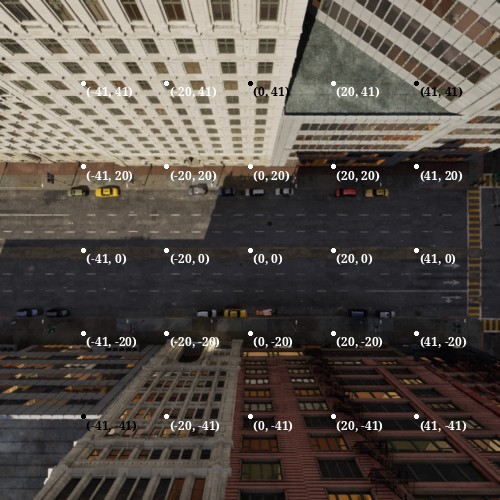 (-41, 41) (-20, 41) (0, 41) (20, 41) (41, 41)
(-41, 20) (-20, 20) (0, 20) (20, 20) (41, 20)
(-41, 0) (-20, 0) (0, 0) (20, 0) (41, 0)
(-41, -20) (-20, -20) (0, -20) (20, -20) (41, -20)
(-41, -41) (-20, -41) (0, -41) (20, -41) (41, -41)